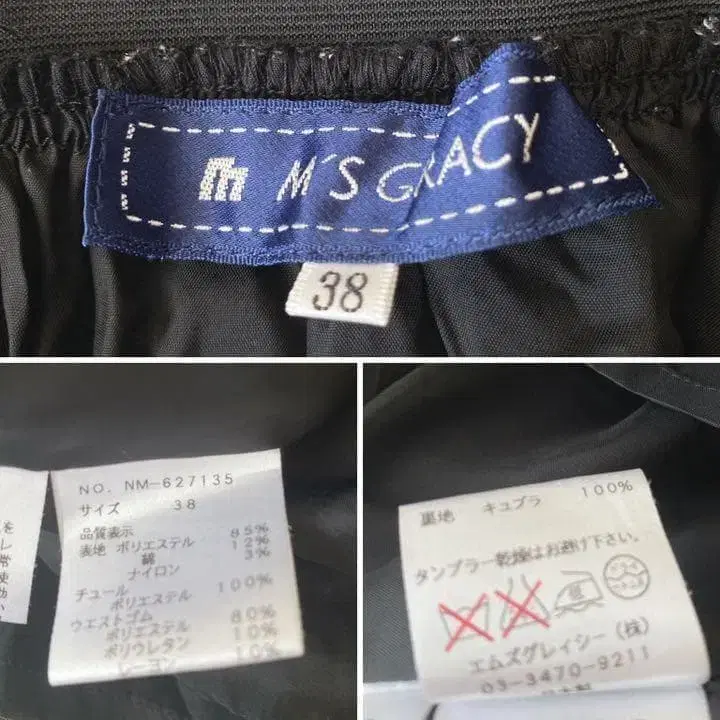 M'S GRACY
38
NO. NM-627135
サイズ 38
品質表示
表地 ポリエステル 85%
綿 12%
ナイロン 3%
チュール
ポリエステル 100%
ウエストゴム
ポリエステル 80%
ポリウレタン 10%
レーヨン 10%
裏地 キュプラ 100%
タンブラー乾燥はお避け下さい。
エムズグレイシー(株)
03-3470-9211
日本製